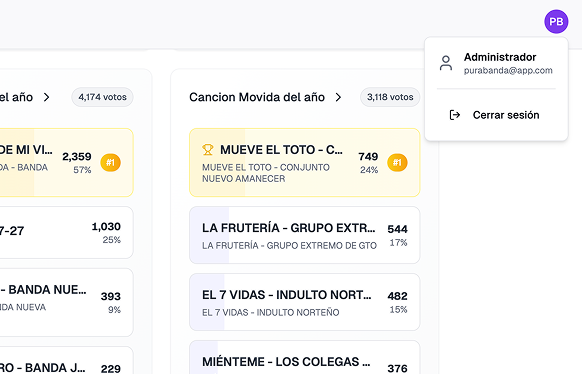 PB
Administrador
purabanda@app.com
Cerrar sesión
el año
4,174 votos
DE MI VI...
DA - BANDA
2,359
57%
#1
7-27
1,030
25%
- BANDA NUE...
NDA NUEVA
393
9%
RO - BANDA J...
229
Cancion Movida del año
3,118 votos
MUEVE EL TOTO - C...
MUEVE EL TOTO - CONJUNTO
NUEVO AMANECER
749
24%
#1
LA FRUTERÍA - GRUPO EXTR...
LA FRUTERÍA - GRUPO EXTREMO DE GTO
544
17%
EL 7 VIDAS - INDULTO NORT...
EL 7 VIDAS - INDULTO NORTEÑO
482
15%
MIÉNTEME - LOS COLEGAS ...
376